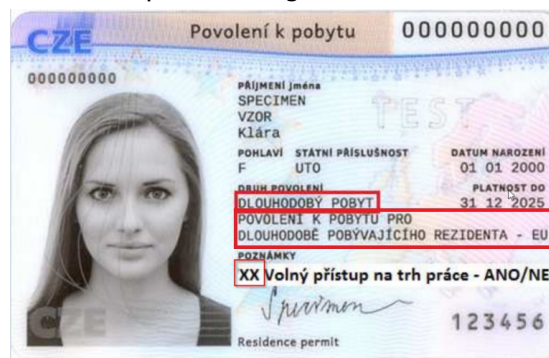 CZE Povolení k pobytu 000000000
000000000
PŘÍJMENÍ Jména
SPECIMEN
VZOR
Klára
TEST
POHLAVÍ STÁTNÍ PŘÍSLUŠNOST DATUM NAROZENÍ
F UTO 01 01 2000
DRUH POVOLENÍ PLATNOST DO
DLOUHODOBÝ POBYT 31 12 2025
POVOLENÍ K POBYTU PRO
DLOUHODOBĚ POBÝVAJÍCÍHO REZIDENTA - EU
POZNÁMKY
XX Volný přístup na trh práce - ANO/NE
Specimen
CZE
123456
Residence permit